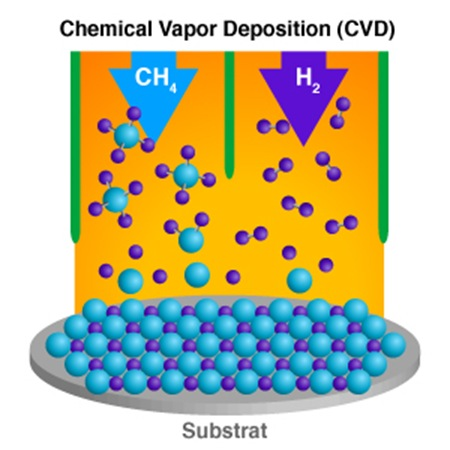 Chemical Vapor Deposition (CVD)
CH₄
H₂
Substrat